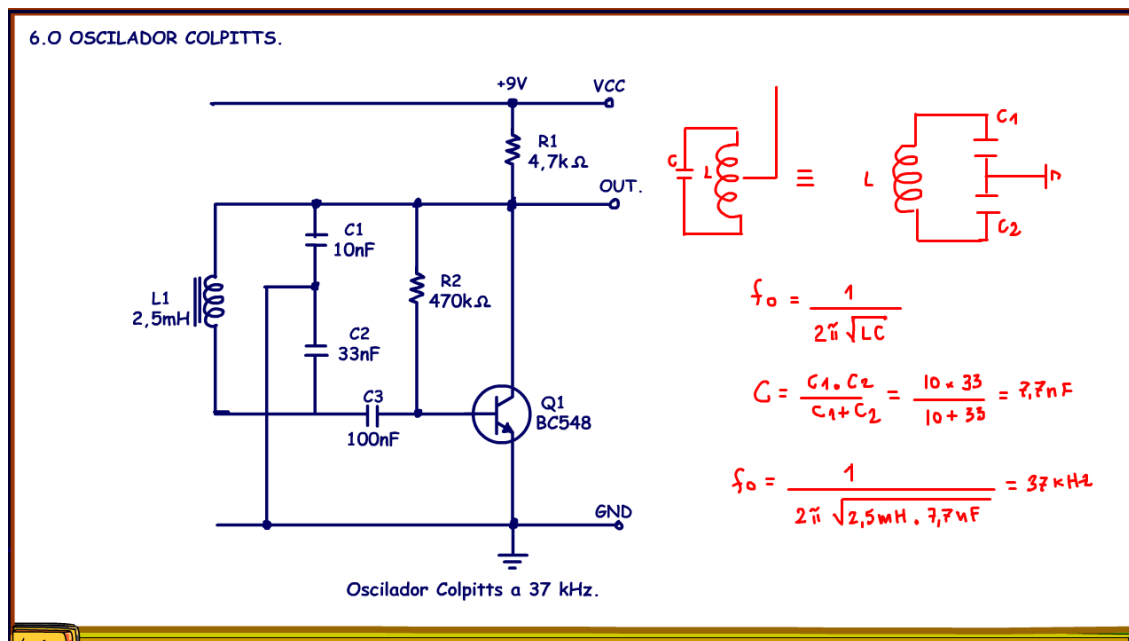 6.O OSCILADOR COLPITTS.
+9V
VCC
R1
4,7kΩ
OUT.
C1
10nF
R2
470kΩ
L1
2,5mH
C2
33nF
C3
100nF
Q1
BC548
GND
Oscilador Colpitts a 37 kHz.
C
L
≡
L
C1
C2
fo = 1 / 2π √LC
C = C1 . C2 / C1 + C2 = 10 × 33 / 10 + 33 = 7,7nF
fo = 1 / 2π √2,5mH . 7,7nF = 37 kHz